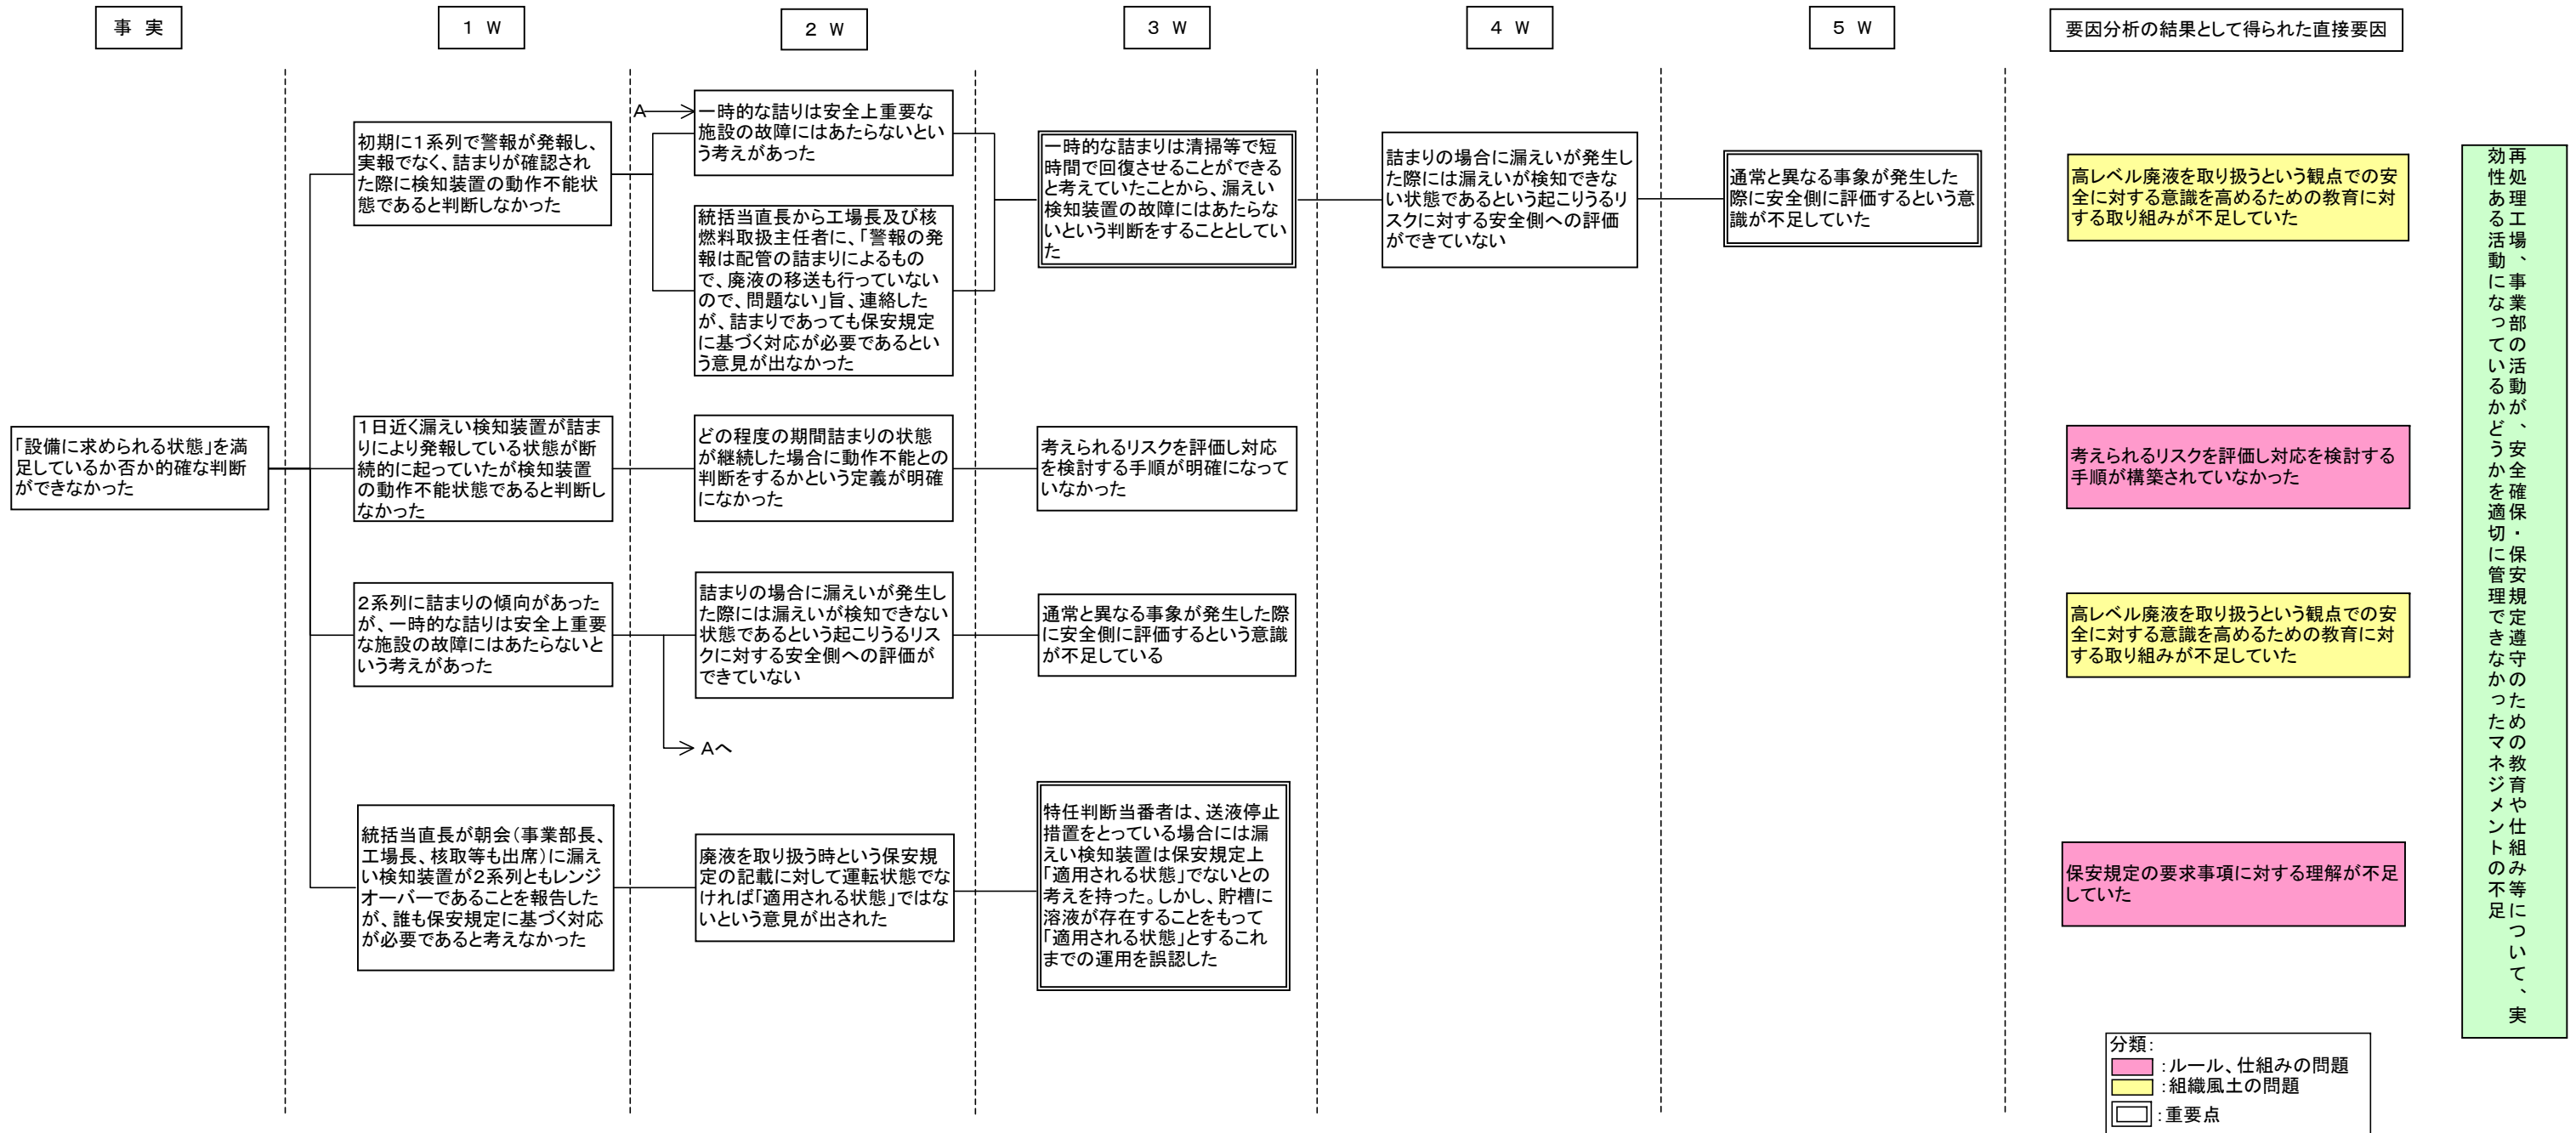 事 実
1 W
2 W
3 W
4 W
5 W
要因分析の結果として得られた直接要因
「設備に求められる状態」を満
足しているか否か的確な判断
ができなかった
初期に1系列で警報が発報し、
実報でなく、詰まりが確認され
た際に検知装置の動作不能状
態であると判断しなかった
A
一時的な詰りは安全上重要な
施設の故障にはあたらないとい
う考えがあった
統括当直長から工場長及び核
燃料取扱主任者に、「警報の発
報は配管の詰まりによるもの
で、廃液の移送も行っていない
ので、問題ない」旨、連絡した
が、詰まりであっても保安規定
に基づく対応が必要であるとい
う意見が出なかった
一時的な詰まりは清掃等で短
時間で回復させることができる
と考えていたことから、漏えい
検知装置の故障にはあたらな
いという判断をすることとしてい
た
詰まりの場合に漏えいが発生し
た際には漏えいが検知できな
い状態であるという起こりうるリ
スクに対する安全側への評価
ができていない
通常と異なる事象が発生した
際に安全側に評価するという意
識が不足していた
高レベル廃液を取り扱うという観点での安
全に対する意識を高めるための教育に対
する取り組みが不足していた
1日近く漏えい検知装置が詰ま
りにより発報している状態が断
続的に起っていたが検知装置
の動作不能状態であると判断し
なかった
どの程度の期間詰まりの状態
が継続した場合に動作不能との
判断をするかという定義が明確
になかった
考えられるリスクを評価し対応
を検討する手順が明確になって
いなかった
考えられるリスクを評価し対応を検討する
手順が構築されていなかった
2系列に詰まりの傾向があった
が、一時的な詰りは安全上重要
な施設の故障にはあたらないと
いう考えがあった
詰まりの場合に漏えいが発生し
た際には漏えいが検知できない
状態であるという起こりうるリス
クに対する安全側への評価が
できていない
Aへ
通常と異なる事象が発生した際
に安全側に評価するという意識
が不足している
高レベル廃液を取り扱うという観点での安
全に対する意識を高めるための教育に対
する取り組みが不足していた
統括当直長が朝会(事業部長、
工場長、核取等も出席)に漏え
い検知装置が2系列ともレンジ
オーバーであることを報告した
が、誰も保安規定に基づく対応
が必要であると考えなかった
廃液を取り扱う時という保安規
定の記載に対して運転状態でな
ければ「適用される状態」ではな
いという意見が出された
特任判断当番者は、送液停止
措置をとっている場合には漏
えい検知装置は保安規定上
「適用される状態」でないとの
考えを持った。しかし、貯槽に
溶液が存在することをもって
「適用される状態」とするこれ
までの運用を誤認した
保安規定の要求事項に対する理解が不足
していた
再処理工場、事業部の活動が、安全確保・保安規定遵守のための教育や仕組み等について、実
効性ある活動になっているかどうかを適切に管理できなかったマネジメントの不足
分類:
:ルール、仕組みの問題
:組織風土の問題
:重要点